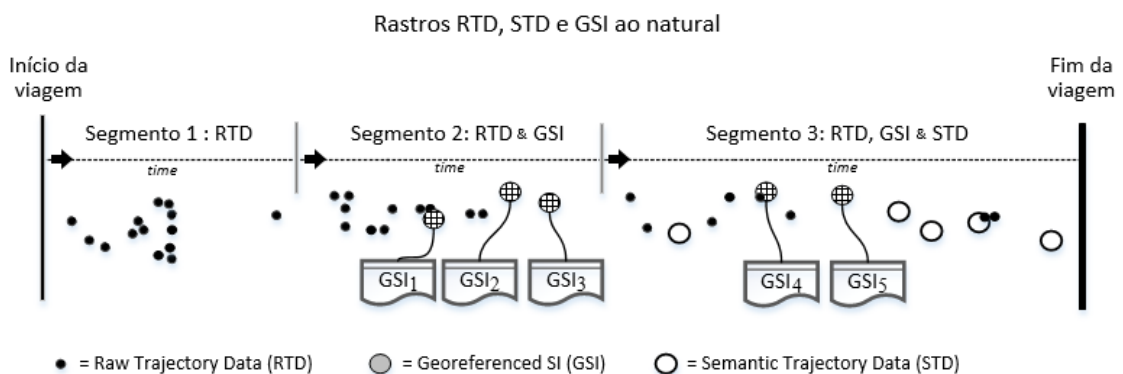 Rastros RTD, STD e GSI ao natural
Início da
viagem
Fim da
viagem
Segmento 1 : RTD
Segmento 2: RTD & GSI
Segmento 3: RTD, GSI & STD
time
time
time
GSI1
GSI2
GSI3
GSI4
GSI5
= Raw Trajectory Data (RTD)
= Georeferenced SI (GSI)
= Semantic Trajectory Data (STD)